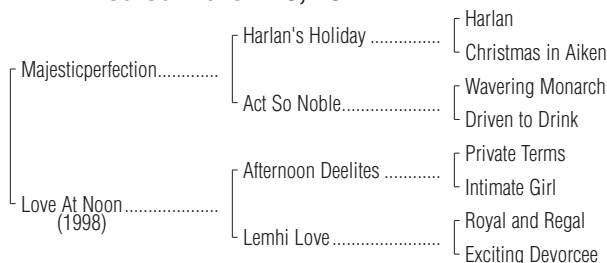 Harlan
Harlan's Holiday ................
Christmas in Aiken
Majesticperfection.............
Wavering Monarch
Act So Noble.......................
Driven to Drink
Private Terms
Afternoon Deelites ............
Intimate Girl
Love At Noon....................
(1998)
Royal and Regal
Lemhi Love.........................
Exciting Devorcee